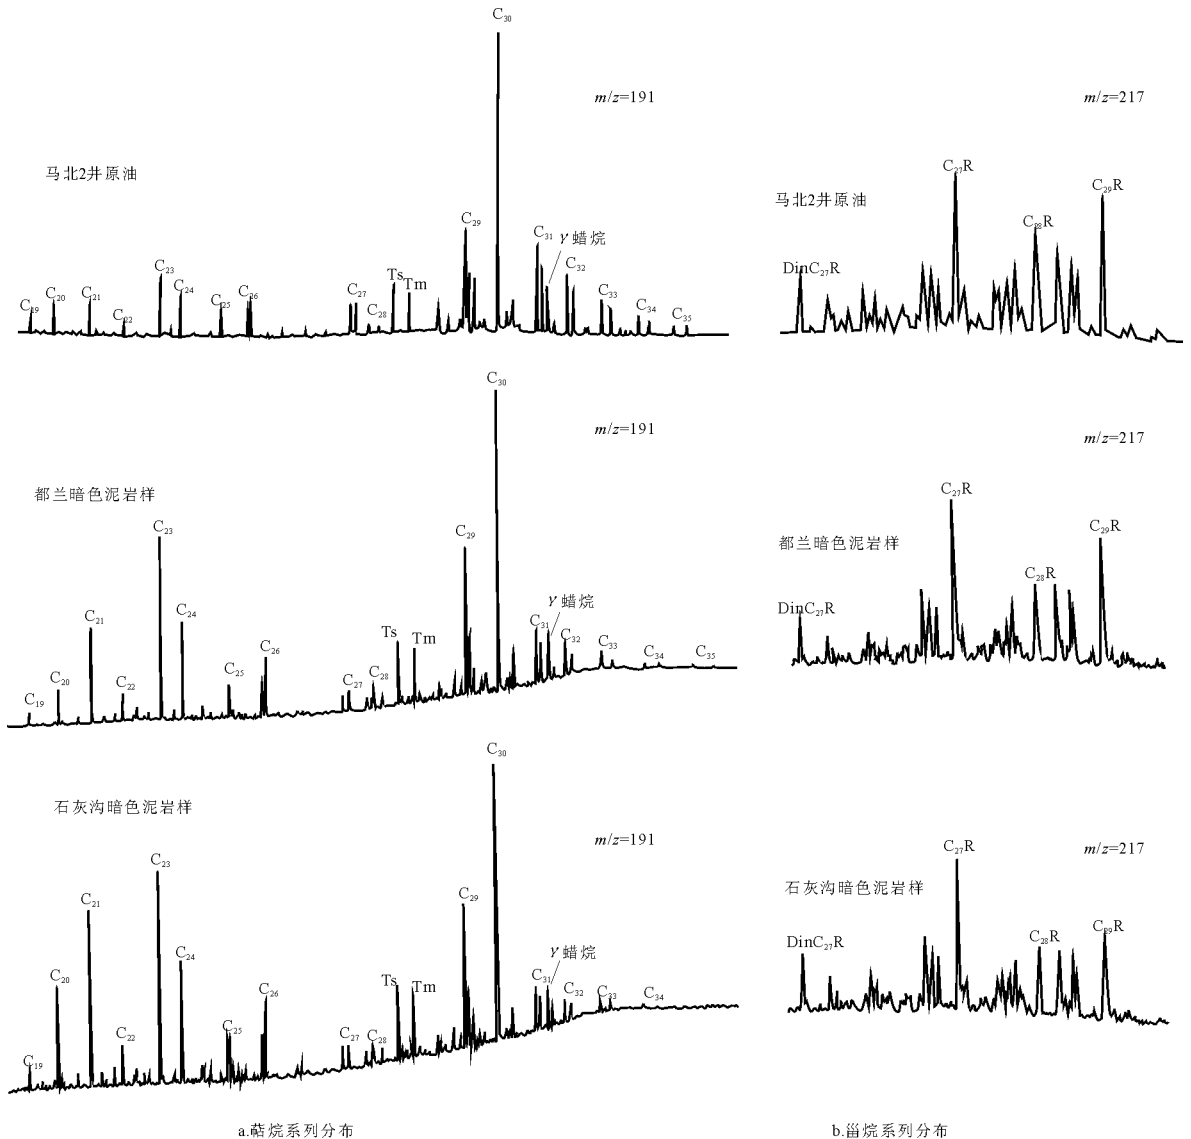 C₃₀
m/z=191
马北2井原油
C₁₉
C₂₀
C₂₁
C₂₂
C₂₃
C₂₄
C₂₅
C₂₆
C₂₇
C₂₈
Ts
Tm
C₂₉
C₃₁
γ蜡烷
C₃₂
C₃₃
C₃₄
C₃₅
m/z=217
马北2井原油
DinC₂₇R
C₂₇R
C₂₈R
C₂₉R
C₃₀
m/z=191
都兰暗色泥岩样
C₁₉
C₂₀
C₂₁
C₂₂
C₂₃
C₂₄
C₂₅
C₂₆
C₂₇
C₂₈
Ts
Tm
C₂₉
C₃₁
γ蜡烷
C₃₂
C₃₃
C₃₄
C₃₅
m/z=217
都兰暗色泥岩样
DinC₂₇R
C₂₇R
C₂₈R
C₂₉R
C₃₀
m/z=191
石灰沟暗色泥岩样
C₁₉
C₂₀
C₂₁
C₂₂
C₂₃
C₂₄
C₂₅
C₂₆
C₂₇
C₂₈
Ts
Tm
C₂₉
C₃₁
γ蜡烷
C₃₂
C₃₃
C₃₄
m/z=217
石灰沟暗色泥岩样
DinC₂₇R
C₂₇R
C₂₈R
C₂₉R
a.萜烷系列分布
b.甾烷系列分布